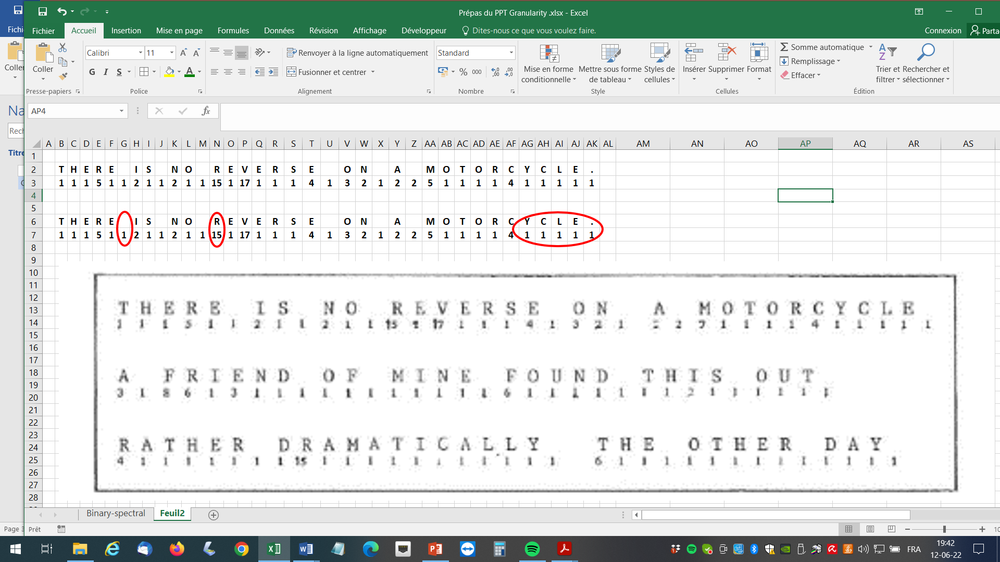 Prépas du PPT Granularity .xlsx - Excel
Fichi Fichier Accueil Insertion Mise en page Formules Données Révision Affichage Développeur Dites-nous ce que vous voulez faire. Connexion Parta
Coller Coller Calibri 11 A A Renvoyer à la ligne automatiquement Standard Mise en forme conditionnelle Mettre sous forme de tableau Styles de cellules Insérer Supprimer Format Somme automatique
G I S A Fusionner et centrer % 000 Remplissage Trier et filtrer Rechercher et sélectionner
Effacer
Presse-papiers Police Alignement Nombre Style Cellules Édition
Na AP4 fx
Rech
Titre
A B C D E F G H I J K L M N O P Q R S T U V W X Y Z AA AB AC AD AE AF AG AH AI AJ AK AL AM AN AO AP AQ AR AS
1
2 T H E R E I S N O R E V E R S E O N A M O T O R C Y C L E .
3 1 1 1 5 1 1 2 1 1 2 1 1 15 1 17 1 1 1 4 1 3 2 1 2 2 5 1 1 1 1 4 1 1 1 1 1
4
5
6 T H E R E I S N O R E V E R S E O N A M O T O R C Y C L E .
7 1 1 1 5 1 1 2 1 1 2 1 1 15 1 17 1 1 1 4 1 3 2 1 2 2 5 1 1 1 1 4 1 1 1 1 1
8
9
10
11
12
13 T H E R E I S N O R E V E R S E O N A M O T O R C Y C L E
14 1 1 1 5 1 1 2 1 1 2 1 1 15 1 17 1 1 1 4 1 3 2 1 2 1 1 1 1 4 1 1 1 1 1
15
16
17
18 A F R I E N D O F M I N E F O U N D T H I S O U T
19
20 3 1 8 6 1 3 1 1 1 1 1 1 1 1 1 1 1 6 1 1 1 1 1 1 1 2 1 1 1 1 1 1
21
22
23
24 R A T H E R D R A M A T I C A L L Y T H E O T H E R D A Y
25 4 1 1 1 1 1 1 1 15 1 1 1 1 1 1 1 1 1 1 6 1 1 1 1 1 1 1 1 1 1 1 1 1
26
27
28
Binary-spectral Feuil2
Page 3 Prêt 10
FRA 19:42
12-06-22